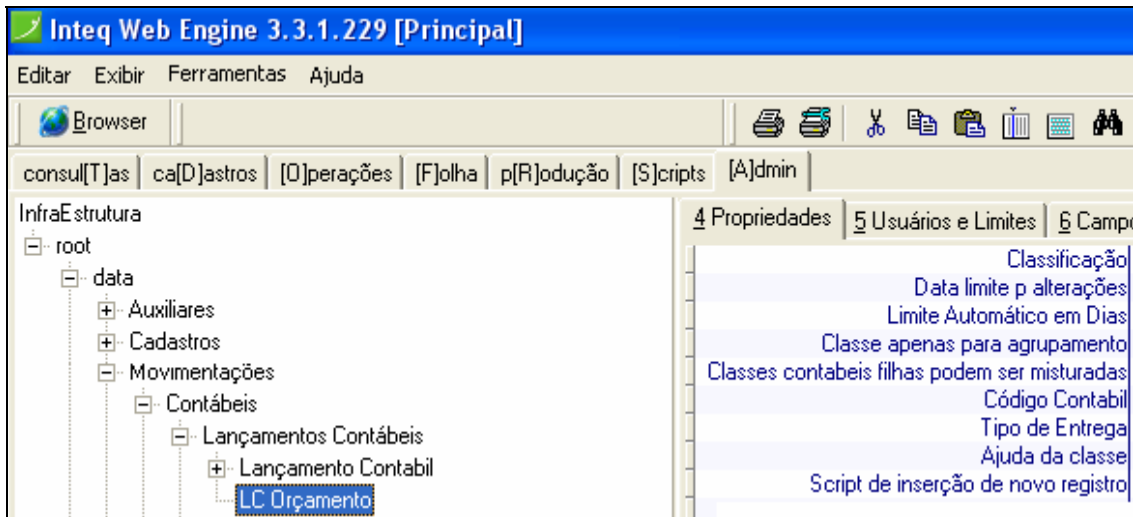 Inteq Web Engine 3.3.1.229 [Principal]
Editar Exibir Ferramentas Ajuda
Browser
consul[T]as ca[D]astros [O]perações [F]olha p[R]odução [S]cripts [A]dmin
InfraEstrutura
root
data
Auxiliares
Cadastros
Movimentações
Contábeis
Lançamentos Contábeis
Lançamento Contabil
LC Orçamento
4 Propriedades 5 Usuários e Limites 6 Campo
Classificação
Data limite p alterações
Limite Automático em Dias
Classe apenas para agrupamento
Classes contabeis filhas podem ser misturadas
Código Contabil
Tipo de Entrega
Ajuda da classe
Script de inserção de novo registro